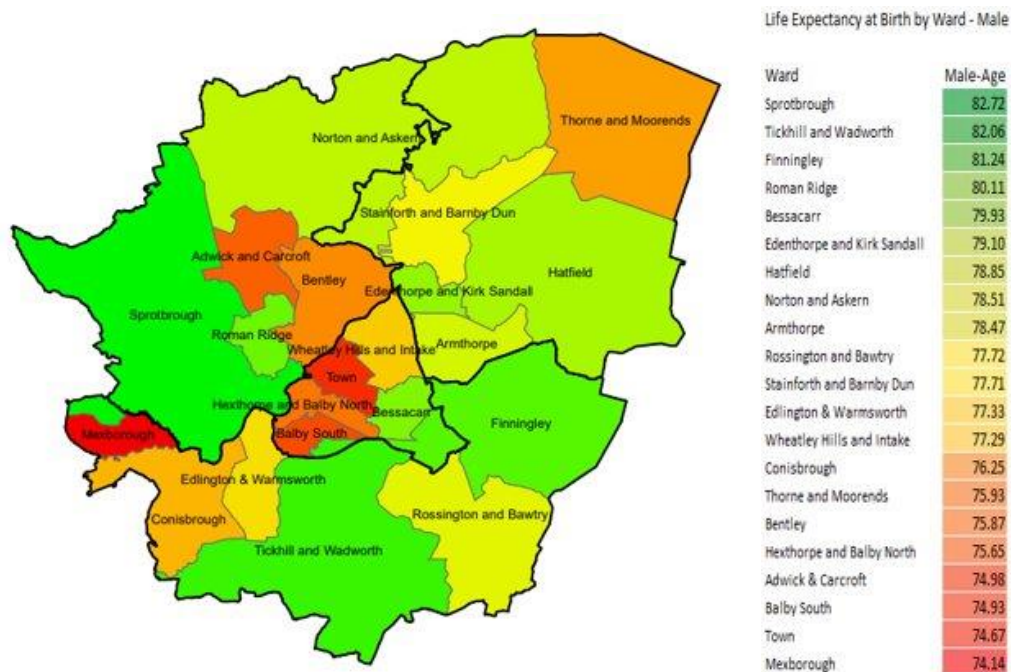 Life Expectancy at Birth by Ward - Male
Ward Male-Age
Sprotbrough 82.72
Tickhill and Wadworth 82.06
Finningley 81.24
Roman Ridge 80.11
Bessacarr 79.93
Edenthorpe and Kirk Sandall 79.10
Hatfield 78.85
Norton and Askern 78.51
Armthorpe 78.47
Rossington and Bawtry 77.72
Stainforth and Barnby Dun 77.71
Edlington & Warmsworth 77.33
Wheatley Hills and Intake 77.29
Conisbrough 76.25
Thorne and Moorends 75.93
Bentley 75.87
Hexthorpe and Balby North 75.65
Adwick & Carcroft 74.98
Balby South 74.93
Town 74.67
Mexborough 74.14
Thorne and Moorends
Norton and Askern
Stainforth and Barnby Dun
Adwick and Carcroft
Bentley
Hatfield
Edenthorpe and Kirk Sandall
Sprotbrough
Roman Ridge
Armthorpe
Wheatley Hills and Intake
Town
Hexthorpe and Balby North
Bessacarr
Finningley
Mexborough
Balby South
Edlington & Warmsworth
Rossington and Bawtry
Conisbrough
Tickhill and Wadworth